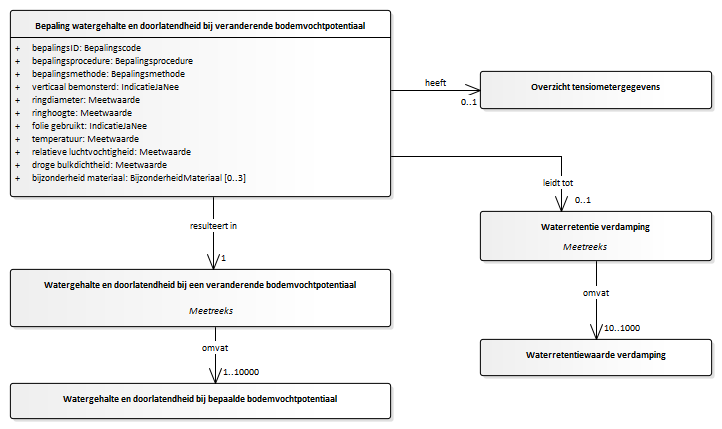 Bepaling watergehalte en doorlatendheid bij veranderende bodemvochtpotentiaal
+ bepalingsID: Bepalingscode
+ bepalingsprocedure: Bepalingsprocedure
+ bepalingsmethode: Bepalingsmethode
+ verticaal bemonsterd: IndicatieJaNee
+ ringdiameter: Meetwaarde
+ ringhoogte: Meetwaarde
+ folie gebruikt: IndicatieJaNee
+ temperatuur: Meetwaarde
+ relatieve luchtvochtigheid: Meetwaarde
+ droge bulkdichtheid: Meetwaarde
+ bijzonderheid materiaal: BijzonderheidMateriaal [0..3]
heeft
0..1
Overzicht tensiometergegevens
leidt tot
0..1
Waterretentie verdamping
Meetreeks
omvat
10..1000
Waterretentiewaarde verdamping
resulteert in
1
Watergehalte en doorlatendheid bij een veranderende bodemvochtpotentiaal
Meetreeks
omvat
1..10000
Watergehalte en doorlatendheid bij bepaalde bodemvochtpotentiaal